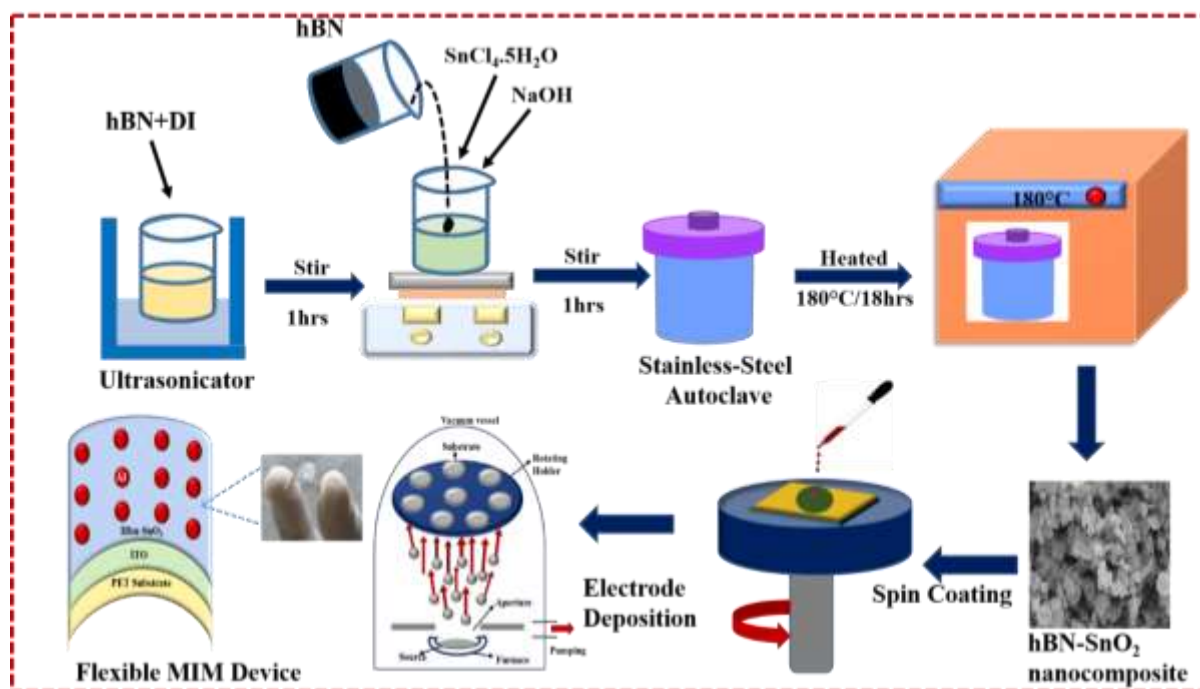 hBN
SnCl₄.5H₂O
NaOH
hBN+DI
Stir
1hrs
Ultrasonicator
Stir
1hrs
Stainless-Steel
Autoclave
Heated
180°C/18hrs
180°C
hBN-SnO₂
nanocomposite
Spin Coating
Electrode
Deposition
Vacuum vessel
Substrate
Rotating
Holder
Aperture
Pumping
Source
Furnace
Al
ITO
PET Substrate
Flexible MIM Device